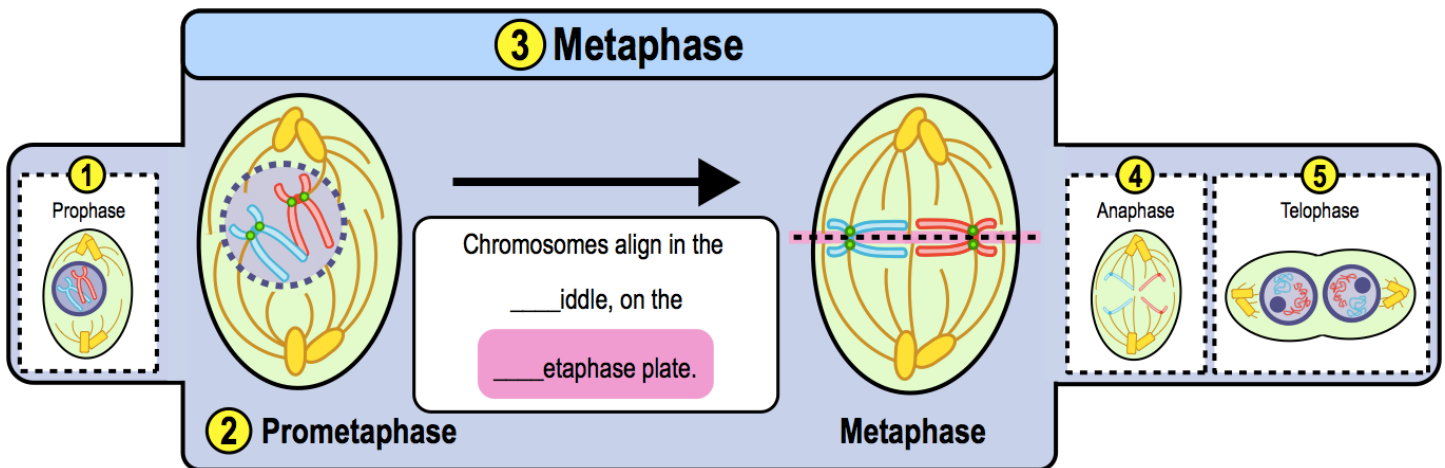 3 Metaphase
1
Prophase
Chromosomes align in the
____iddle, on the
____etaphase plate.
2 Prometaphase
Metaphase
4
Anaphase
5
Telophase